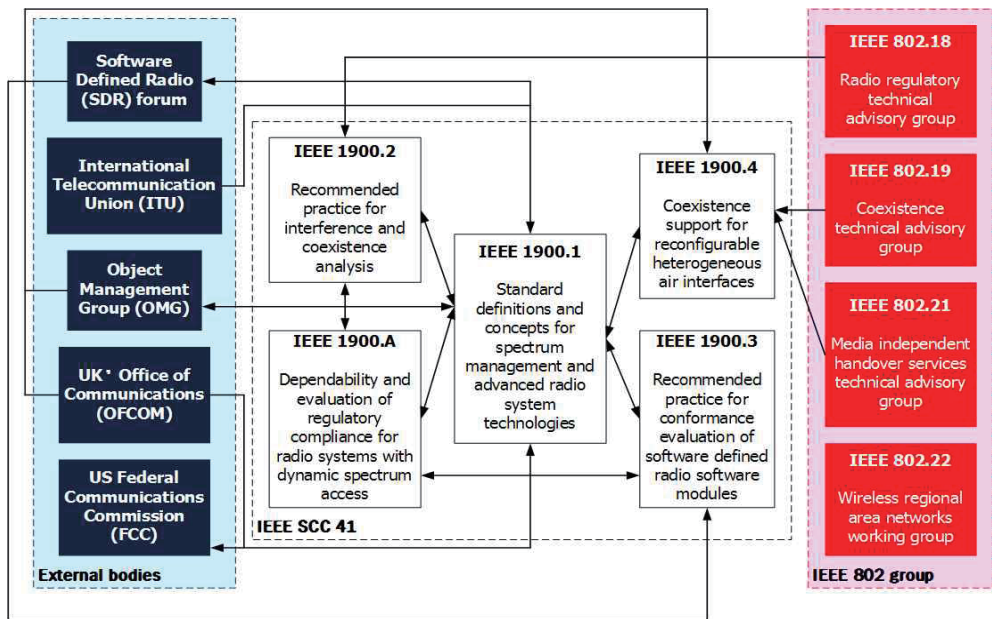 Software
Defined Radio
(SDR) forum
International
Telecommunication
Union (ITU)
Object
Management
Group (OMG)
UK* Office of
Communications
(OFCOM)
US Federal
Communications
Commission
(FCC)
External bodies
IEEE 1900.2
Recommended
practice for
interference and
coexistence
analysis
IEEE 1900.A
Dependability and
evaluation of
regulatory
compliance for
radio systems with
dynamic spectrum
access
IEEE 1900.1
Standard
definitions and
concepts for
spectrum
management and
advanced radio
system
technologies
IEEE 1900.4
Coexistence
support for
reconfigurable
heterogeneous
air interfaces
IEEE 1900.3
Recommended
practice for
conformance
evaluation of
software defined
radio software
modules
IEEE SCC 41
IEEE 802.18
Radio regulatory
technical
advisory group
IEEE 802.19
Coexistence
technical advisory
group
IEEE 802.21
Media independent
handover services
technical advisory
group
IEEE 802.22
Wireless regional
area networks
working group
IEEE 802 group